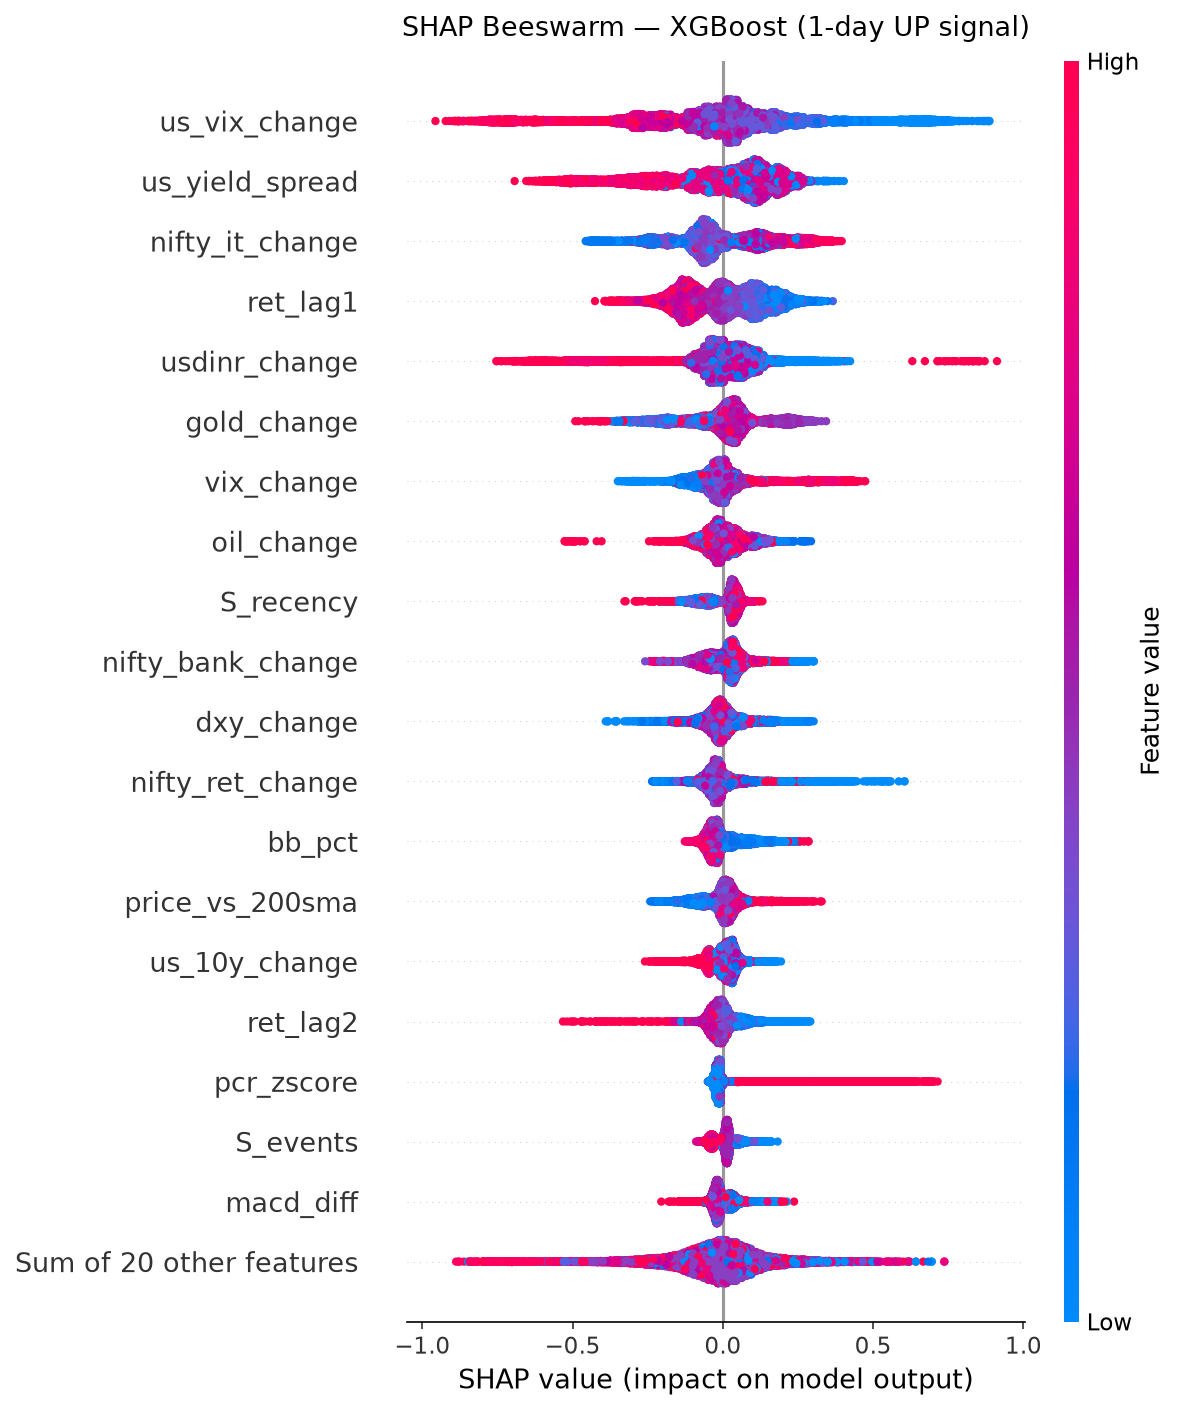 SHAP Beeswarm — XGBoost (1-day UP signal)
High
us_vix_change
us_yield_spread
nifty_it_change
ret_lag1
usdinr_change
gold_change
vix_change
oil_change
S_recency
nifty_bank_change
dxy_change
nifty_ret_change
bb_pct
price_vs_200sma
us_10y_change
ret_lag2
pcr_zscore
S_events
macd_diff
Sum of 20 other features
Feature value
Low
−1.0 −0.5 0.0 0.5 1.0
SHAP value (impact on model output)